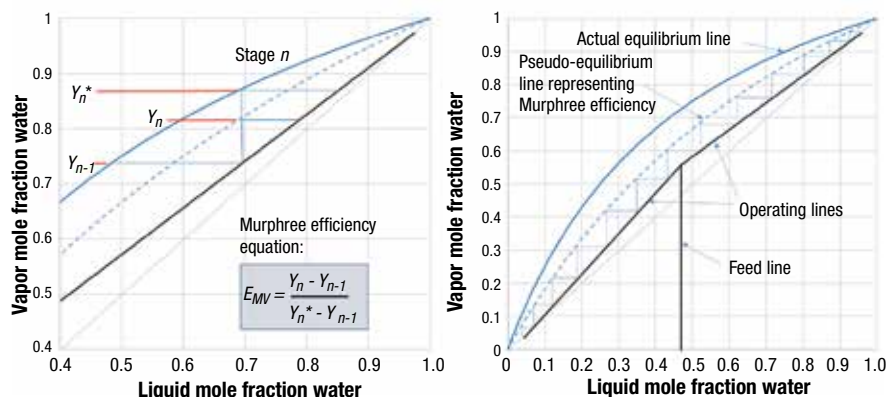 Vapor mole fraction water
1.0
0.9
0.8
0.7
0.6
0.5
0.4
Stage n
Yn*
Yn
Yn-1
Murphree efficiency
equation:
EMV = Yn - Yn-1 / Yn* - Yn-1
0.4 0.5 0.6 0.7 0.8 0.9 1.0
Liquid mole fraction water
Vapor mole fraction water
1
0.9
0.8
0.7
0.6
0.5
0.4
0.3
0.2
0.1
0
Actual equilibrium line
Pseudo-equilibrium
line representing
Murphree efficiency
Operating lines
Feed line
0 0.1 0.2 0.3 0.4 0.5 0.6 0.7 0.8 0.9 1.0
Liquid mole fraction water